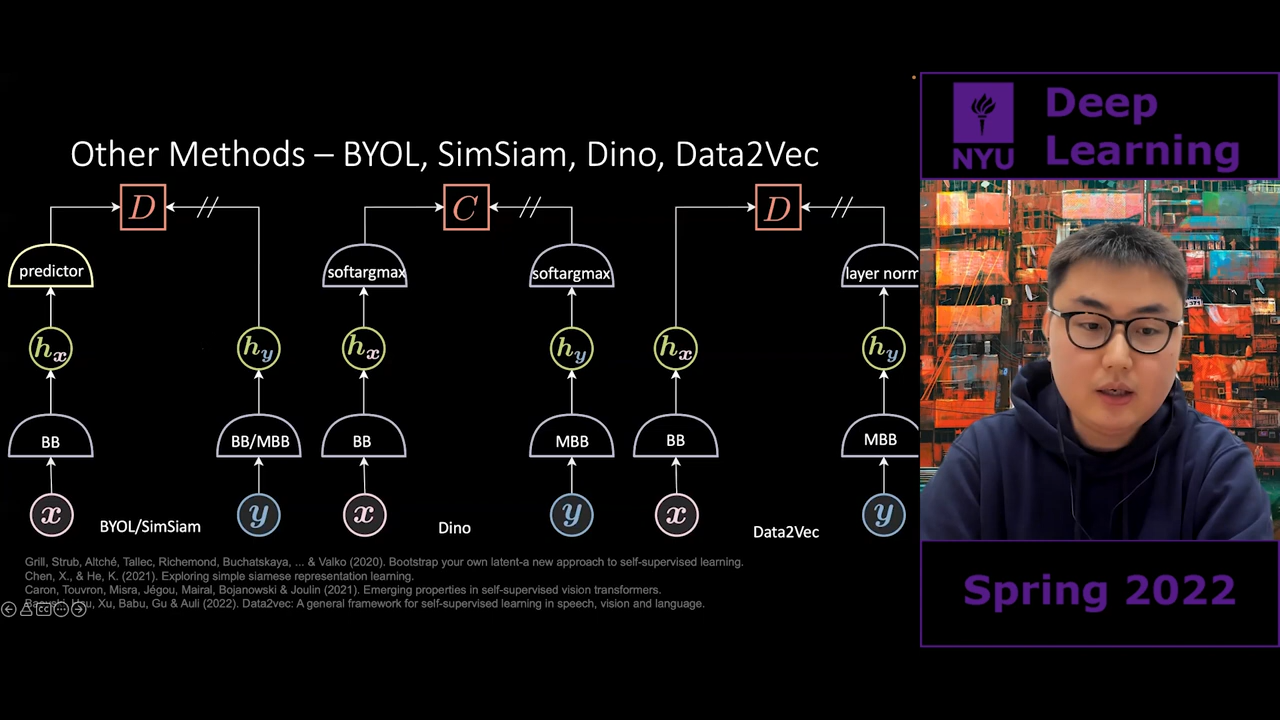 Other Methods – BYOL, SimSiam, Dino, Data2Vec
D
C
D
predictor
softargmax
softargmax
layer norm
hx
hy
hx
hy
hx
hy
BB
BB/MBB
BB
MBB
BB
MBB
x
y
x
y
x
y
BYOL/SimSiam
Dino
Data2Vec
Grill, Strub, Altché, Tallec, Richemond, Buchatskaya, ... & Valko (2020). Bootstrap your own latent-a new approach to self-supervised learning.
Chen, X., & He, K. (2021). Exploring simple siamese representation learning.
Caron, Touvron, Misra, Jégou, Mairal, Bojanowski & Joulin (2021). Emerging properties in self-supervised vision transformers.
Xu, Babu, Gu & Auli (2022). Data2vec: A general framework for self-supervised learning in speech, vision and language.
NYU
Deep
Learning
Spring 2022